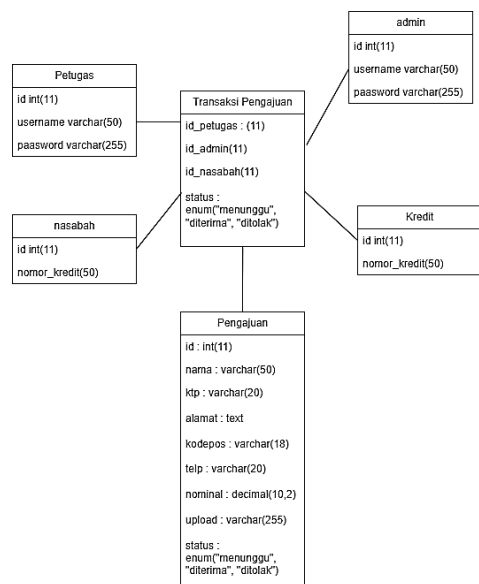 admin
id int(11)
username varchar(50)
paasword varchar(255)
Petugas
id int(11)
username varchar(50)
paasword varchar(255)
Transaksi Pengajuan
id_petugas : (11)
id_admin(11)
id_nasabah(11)
status :
enum("menunggu",
"diterima", "ditolak")
nasabah
id int(11)
nomor_kredit(50)
Kredit
id int(11)
nomor_kredit(50)
Pengajuan
id : int(11)
nama : varchar(50)
ktp : varchar(20)
alamat : text
kodepos : varchar(18)
telp : varchar(20)
nominal : decimal(10,2)
upload : varchar(255)
status :
enum("menunggu",
"diterima", "ditolak")